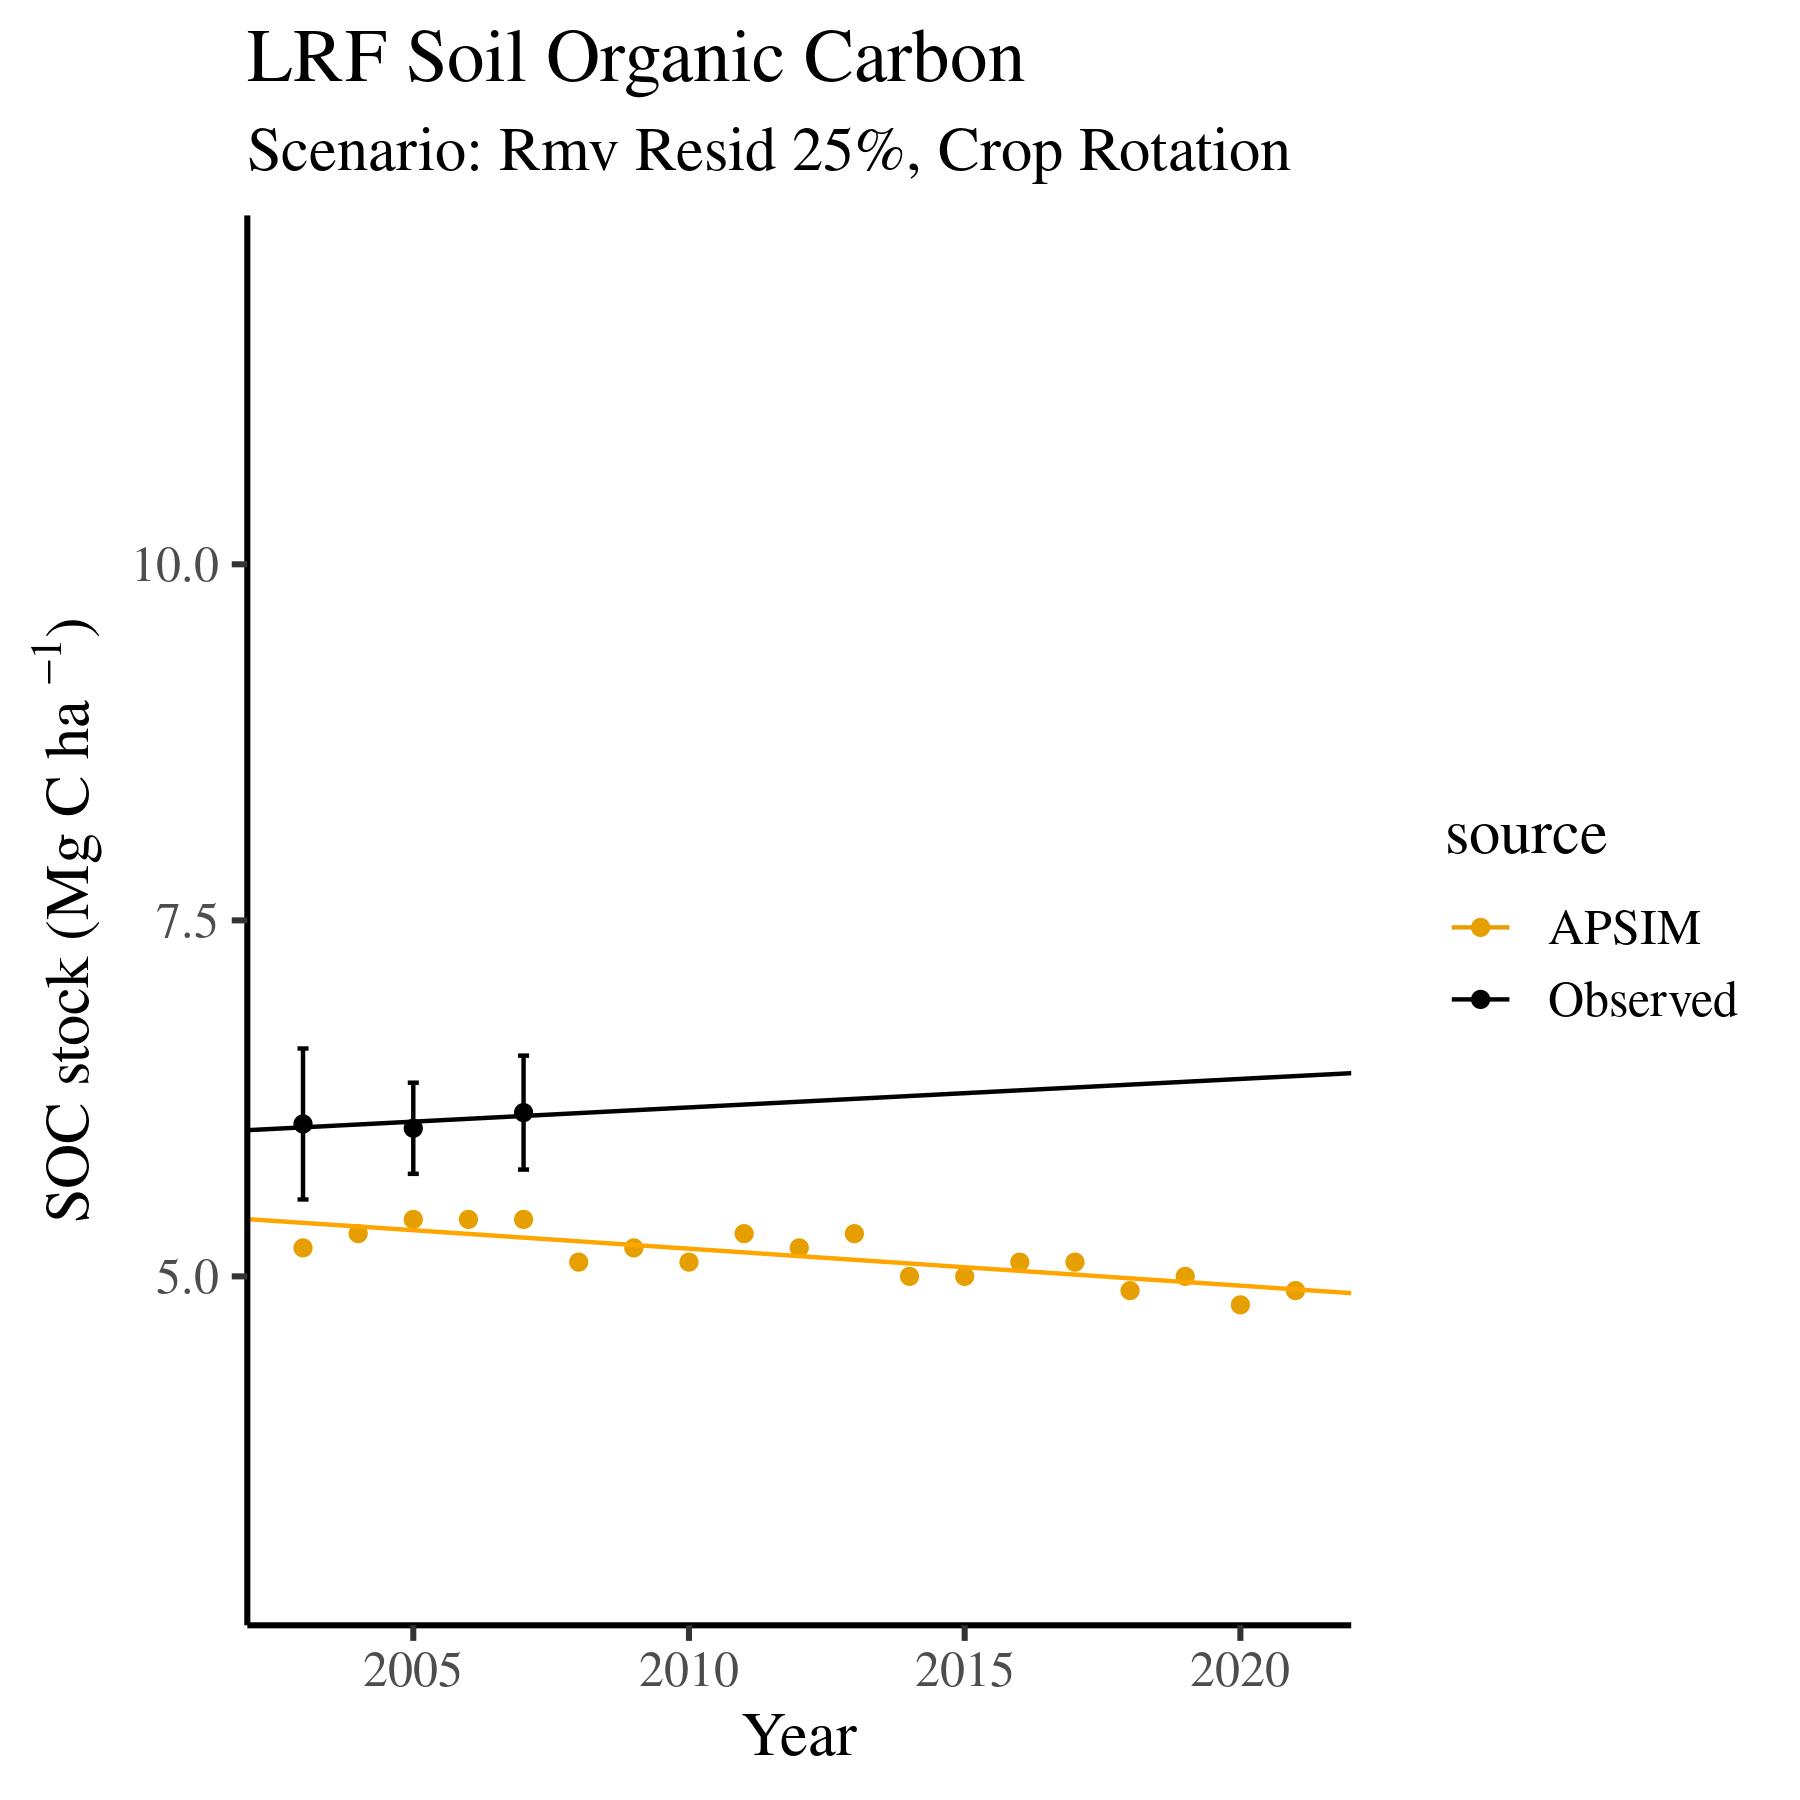 LRF Soil Organic Carbon
Scenario: Rmv Resid 25%, Crop Rotation
SOC stock (Mg C ha −1)
10.0
7.5
5.0
2005 2010 2015 2020
Year
source
APSIM
Observed